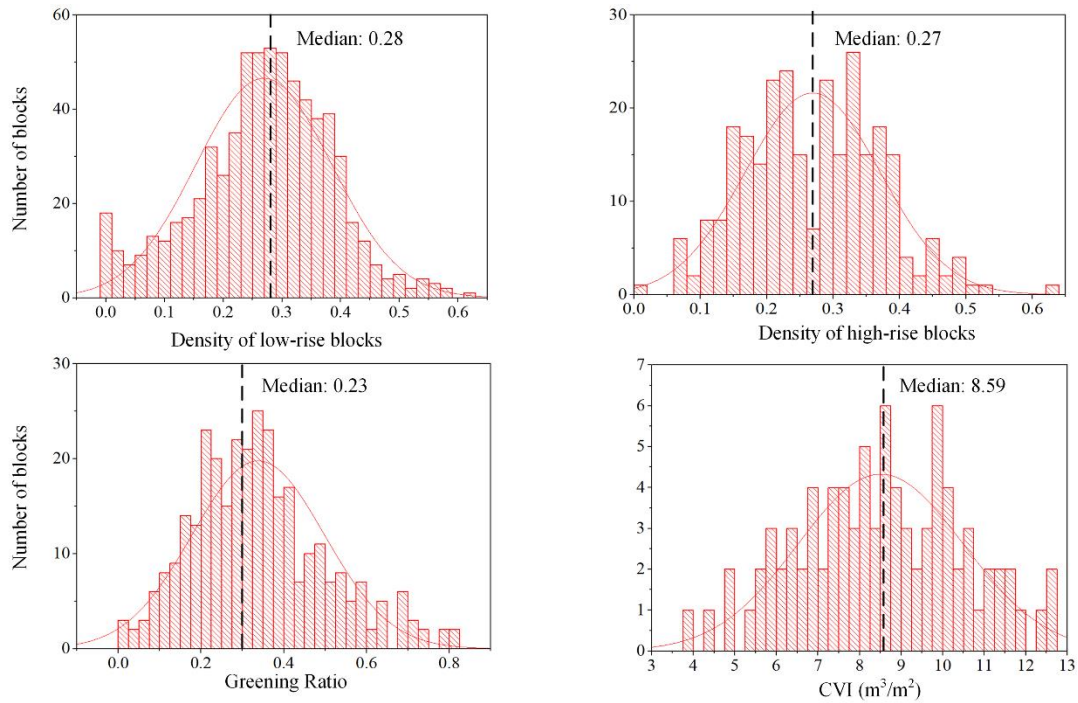 60
40
20
0
Number of blocks
Median: 0.28
0.0 0.1 0.2 0.3 0.4 0.5 0.6
Density of low-rise blocks
30
20
10
0
Median: 0.27
0.0 0.1 0.2 0.3 0.4 0.5 0.6
Density of high-rise blocks
30
20
10
0
Number of blocks
Median: 0.23
0.0 0.2 0.4 0.6 0.8
Greening Ratio
7
6
5
4
3
2
1
0
Median: 8.59
3 4 5 6 7 8 9 10 11 12 13
CVI (m³/m²)